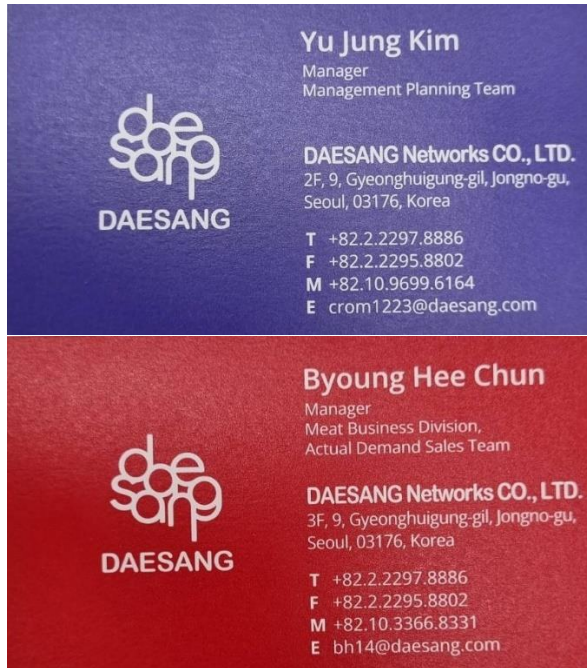 dae
sang
DAESANG
Yu Jung Kim
Manager
Management Planning Team
DAESANG Networks CO., LTD.
2F, 9, Gyeonghuigung-gil, Jongno-gu,
Seoul, 03176, Korea
T +82.2.2297.8886
F +82.2.2295.8802
M +82.10.9699.6164
E crom1223@daesang.com
dae
sang
DAESANG
Byoung Hee Chun
Manager
Meat Business Division,
Actual Demand Sales Team
DAESANG Networks CO., LTD.
3F, 9, Gyeonghuigung-gil, Jongno-gu,
Seoul, 03176, Korea
T +82.2.2297.8886
F +82.2.2295.8802
M +82.10.3366.8331
E bh14@daesang.com